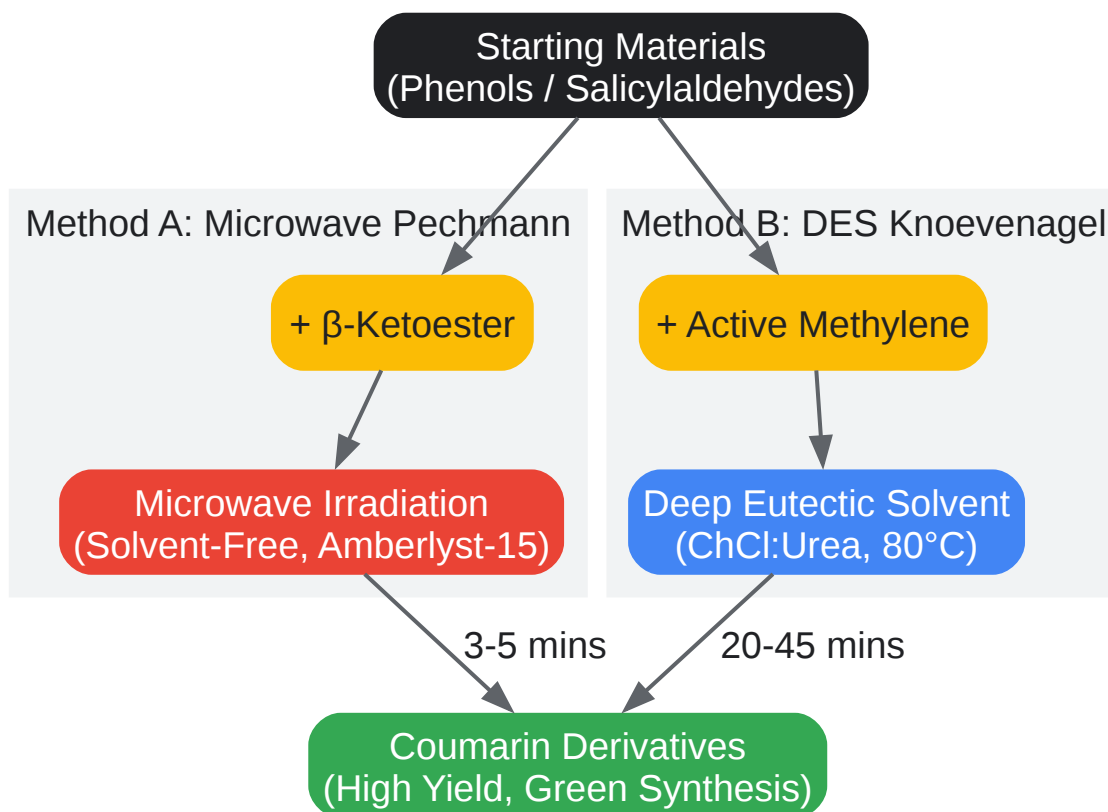 Starting Materials
(Phenols / Salicylaldehydes)
Method A: Microwave Pechmann
Method B: DES Knoevenagel
+ β-Ketoester
+ Active Methylene
Microwave Irradiation
(Solvent-Free, Amberlyst-15)
Deep Eutectic Solvent
(ChCl:Urea, 80°C)
3-5 mins
20-45 mins
Coumarin Derivatives
(High Yield, Green Synthesis)